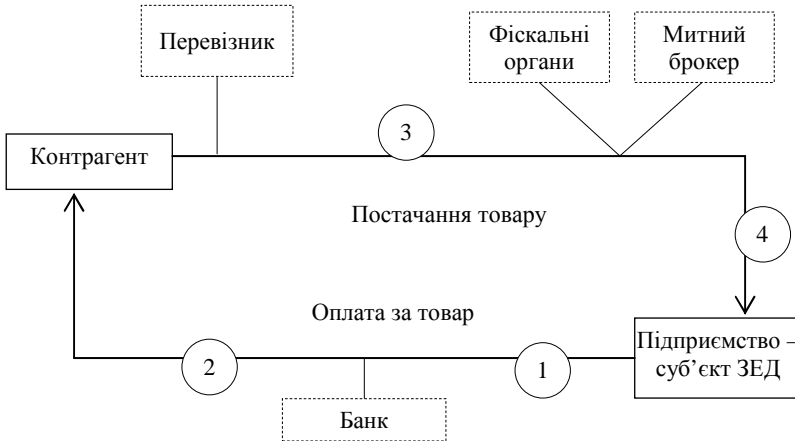 Перевізник
Фіскальні
органи
Митний
брокер
3
Контрагент
Постачання товару
4
Оплата за товар
Підприємство –
суб’єкт ЗЕД
2
1
Банк